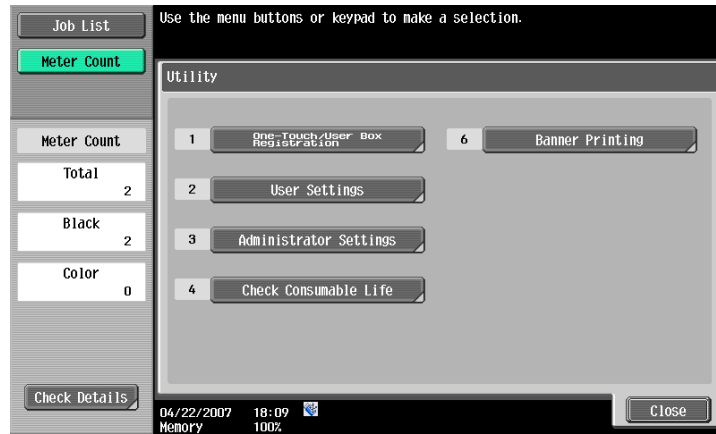 Job List
Use the menu buttons or keypad to make a selection.
Meter Count
Utility
Meter Count
Total
2
Black
2
Color
0
Check Details
1 One-Touch/User Box
Registration
2 User Settings
3 Administrator Settings
4 Check Consumable Life
6 Banner Printing
04/22/2007 18:09
Memory 100%
Close